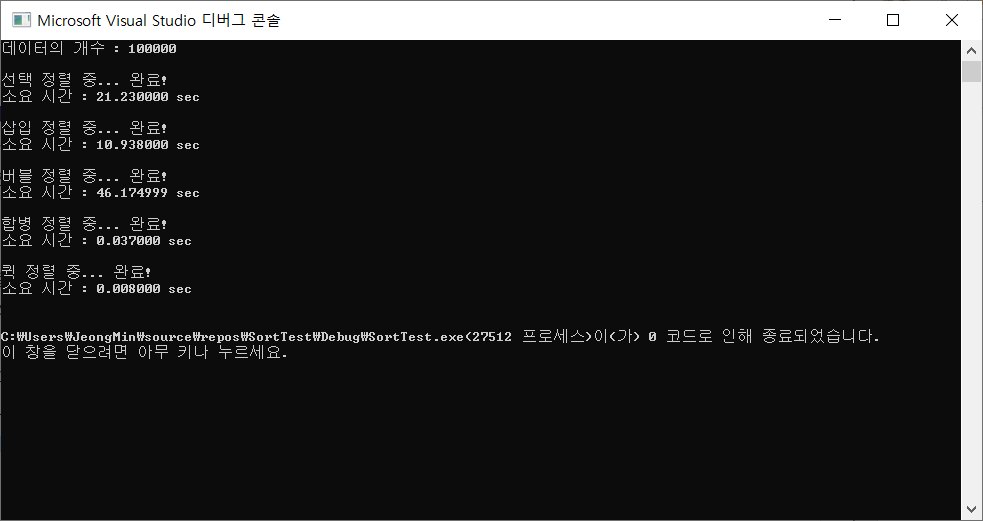 Microsoft Visual Studio 디버그 콘솔
데이터의 개수 : 100000
선택 정렬 중... 완료!
소요 시간 : 21.230000 sec
삽입 정렬 중... 완료!
소요 시간 : 10.938000 sec
버블 정렬 중... 완료!
소요 시간 : 46.174999 sec
합병 정렬 중... 완료!
소요 시간 : 0.037000 sec
퀵 정렬 중... 완료!
소요 시간 : 0.008000 sec
C:₩Users₩JeongMin₩source₩repos₩SortTest₩Debug₩SortTest.exe(27512 프로세스)이(가) 0 코드로 인해 종료되었습니다.
이 창을 닫으려면 아무 키나 누르세요.